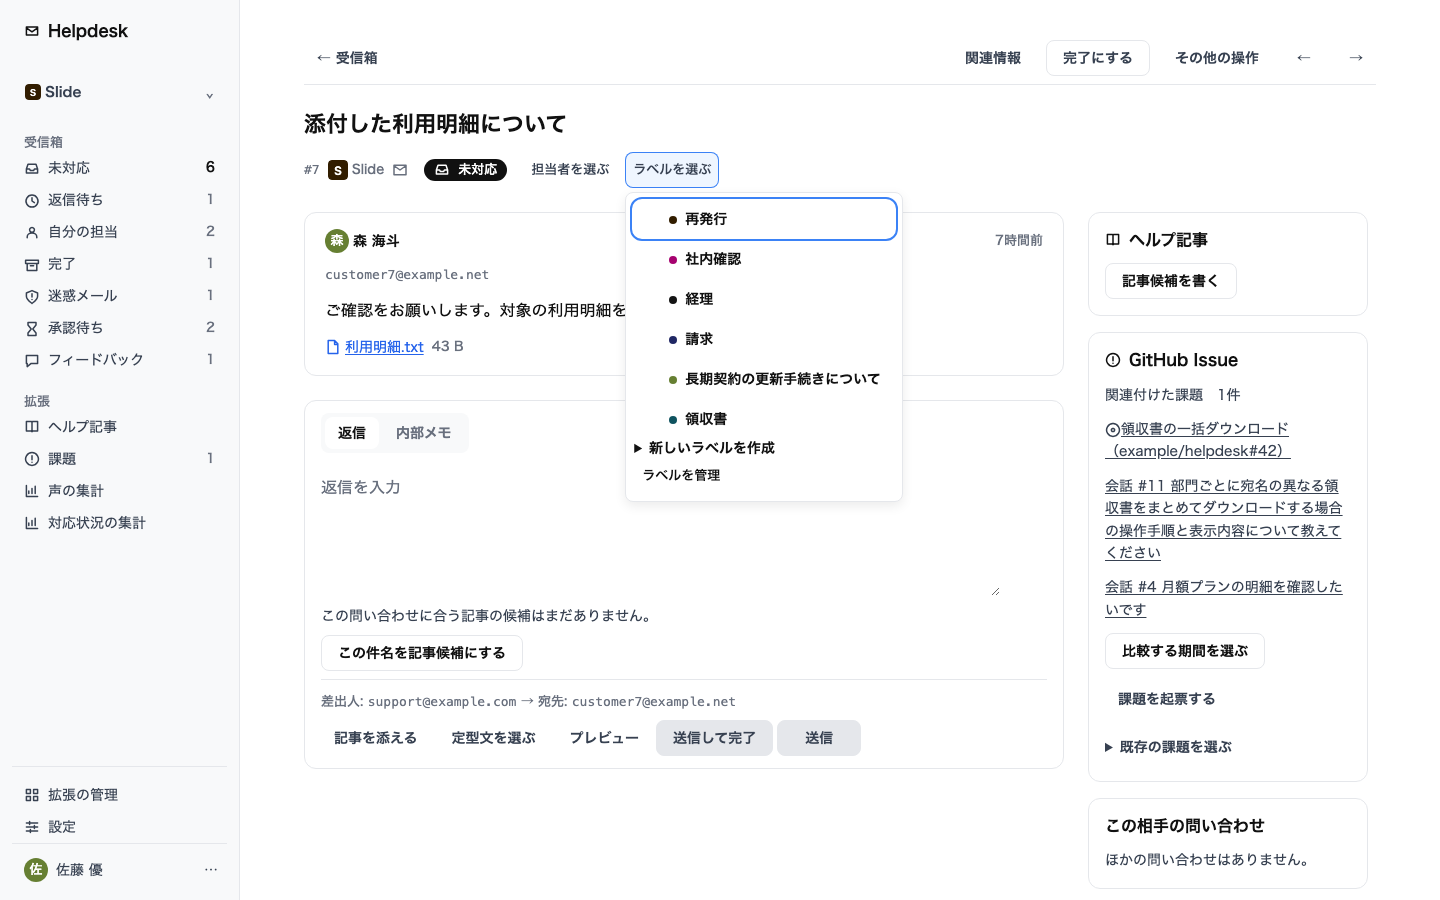 Helpdesk
S Slide
受信箱
未対応 6
返信待ち 1
自分の担当 2
完了 1
迷惑メール 1
承認待ち 2
フィードバック 1
拡張
ヘルプ記事
課題 1
声の集計
対応状況の集計
拡張の管理
設定
佐 佐藤 優 …
← 受信箱
関連情報 完了にする その他の操作 ← →
添付した利用明細について
#7 S Slide 未対応 担当者を選ぶ ラベルを選ぶ
再発行
社内確認
経理
請求
長期契約の更新手続きについて
領収書
▶ 新しいラベルを作成
ラベルを管理
森 森 海斗 7時間前
customer7@example.net
ご確認をお願いします。対象の利用明細を
利用明細.txt 43 B
返信 内部メモ
返信を入力
この問い合わせに合う記事の候補はまだありません。
この件名を記事候補にする
差出人: support@example.com → 宛先: customer7@example.net
記事を添える 定型文を選ぶ プレビュー 送信して完了 送信
ヘルプ記事
記事候補を書く
GitHub Issue
関連付けた課題 1件
領収書の一括ダウンロード
（example/helpdesk#42）
会話 #11 部門ごとに宛名の異なる領
収書をまとめてダウンロードする場合
の操作手順と表示内容について教えて
ください
会話 #4 月額プランの明細を確認した
いです
比較する期間を選ぶ
課題を起票する
▶ 既存の課題を選ぶ
この相手の問い合わせ
ほかの問い合わせはありません。